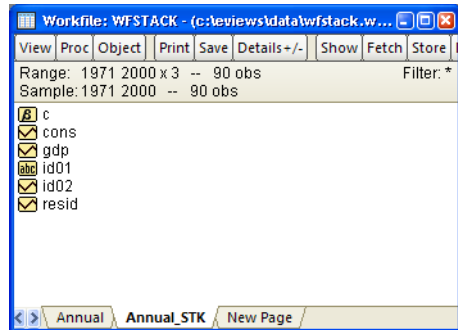 Workfile: WFSTACK - (c:\eviews\data\wfstack.w...
View Proc Object Print Save Details+/- Show Fetch Store
Range: 1971 2000 x 3 -- 90 obs Filter: *
Sample: 1971 2000 -- 90 obs
β c
cons
gdp
abc id01
id02
resid
Annual Annual_STK New Page